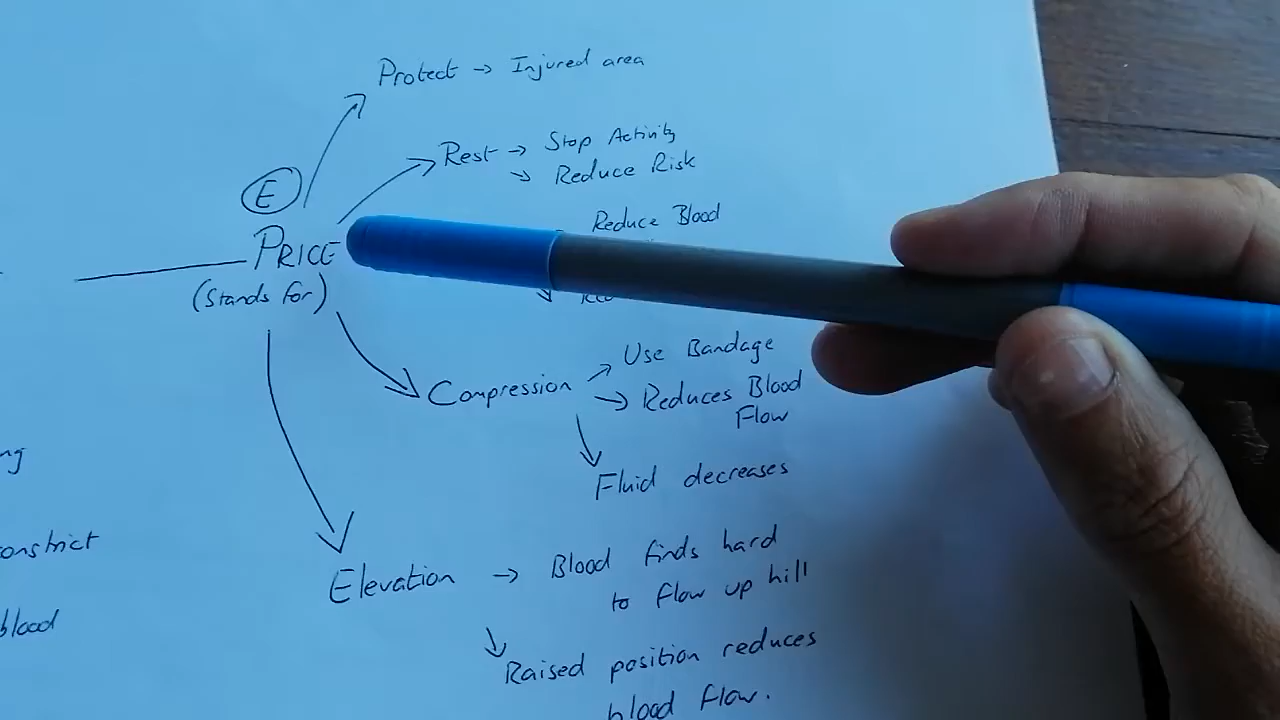 Protect → Injured area
Rest → Stop Activity
↘ Reduce Risk
E
Reduce Blood
PRICE
(Stands for)
Use Bandage
Compression → Reduces Blood
Flow
Fluid decreases
ng
onstrict
Blood finds hard
Elevation → to flow up hill
blood
Raised position reduces
blood flow.